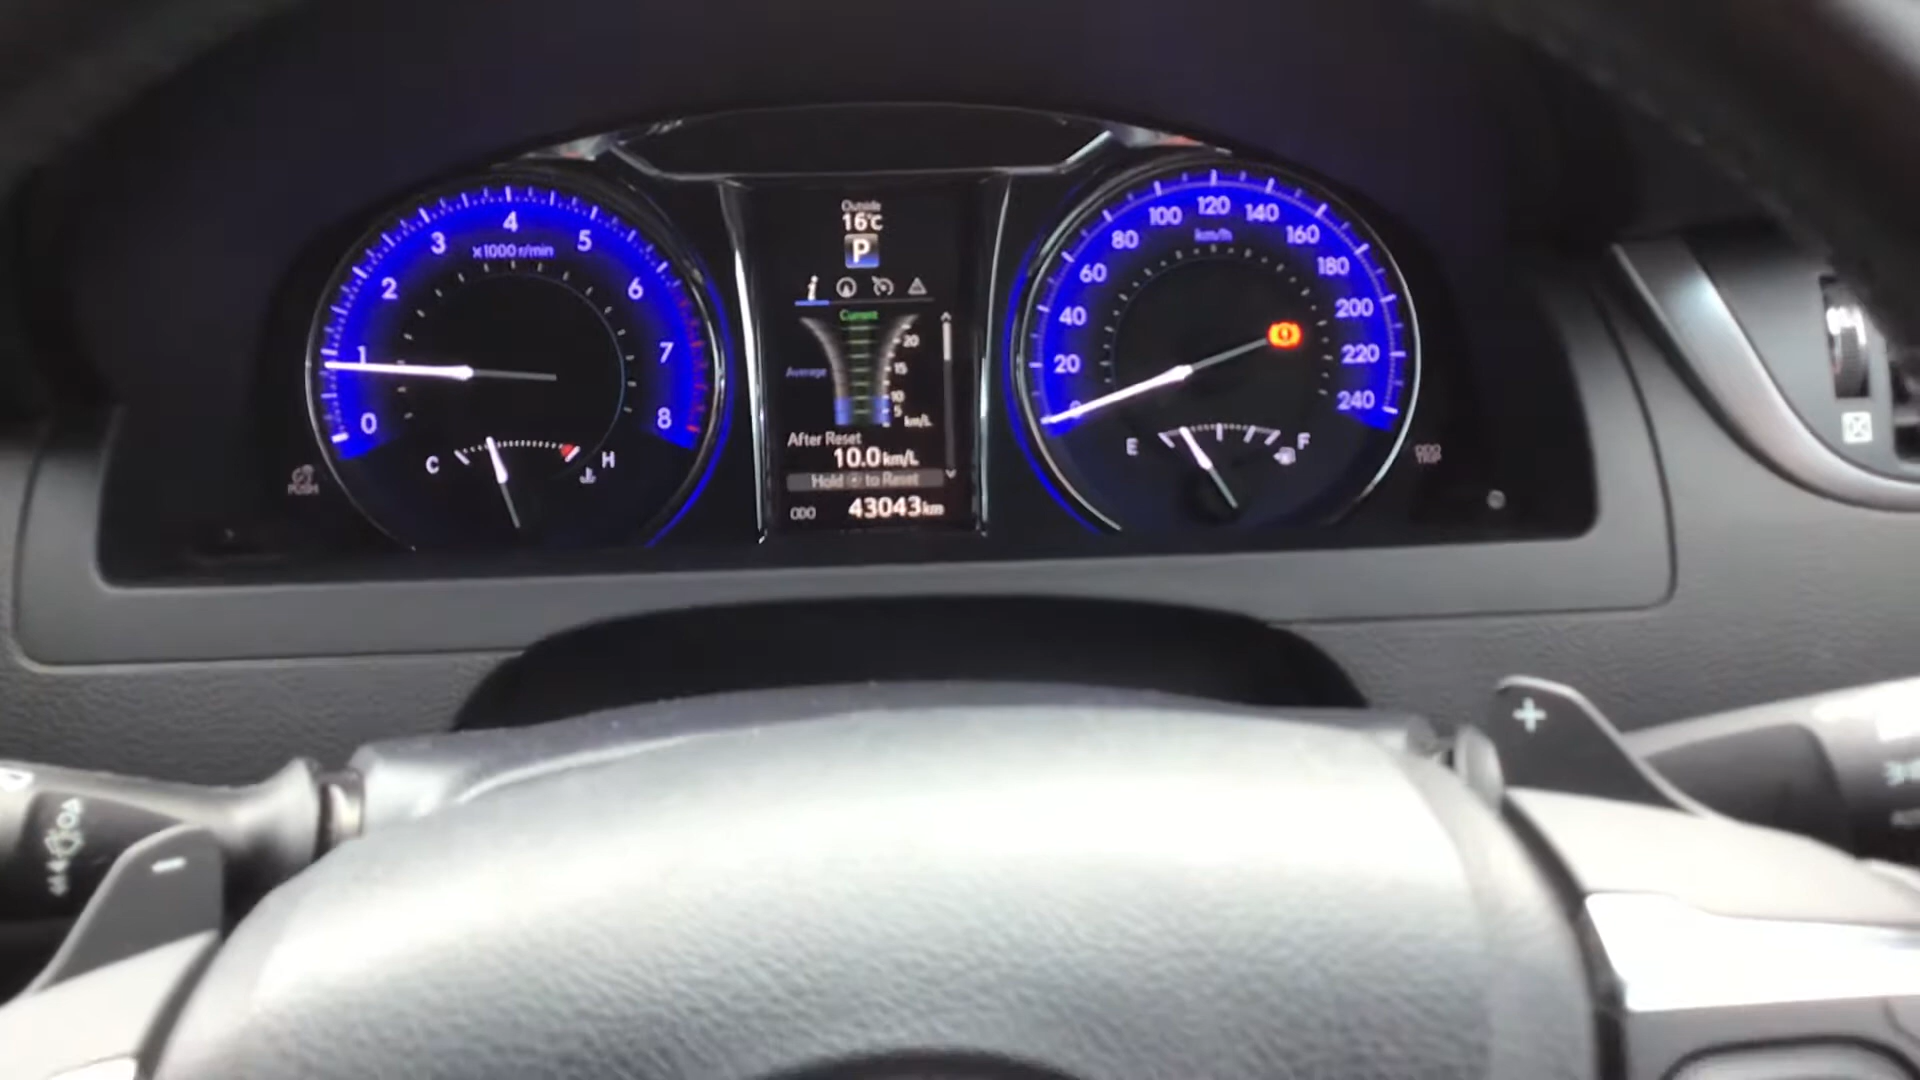 0
1
2
3
4
5
6
7
8
x1000 r/min
C
H
PUSH
Outside
16°C
P
i
Current
20
15
10
5
km/L
Average
After Reset
10.0 km/L
Hold to Reset
ODO 43043 km
0
20
40
60
80
100
120
140
160
180
200
220
240
km/h
E
F
ODO
TRIP
+
-